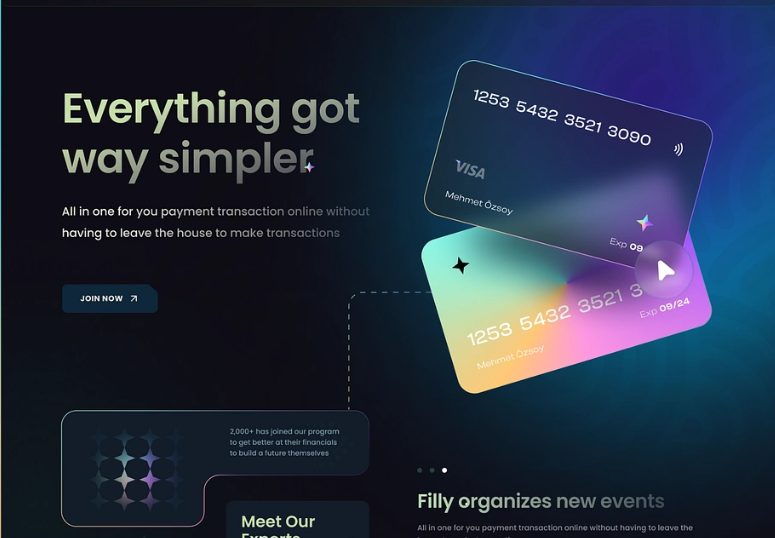 Everything got
way simpler
All in one for you payment transaction online without
having to leave the house to make transactions
JOIN NOW
1253 5432 3521 3090
VISA
Mehmet Özsoy
Exp 09
1253 5432 3521 3
Exp 09/24
Mehmet Özsoy
2,000+ has joined our program
to get better at their financials
to build a future themselves
Meet Our
Experts
Filly organizes new events
All in one for you payment transaction online without having to leave the